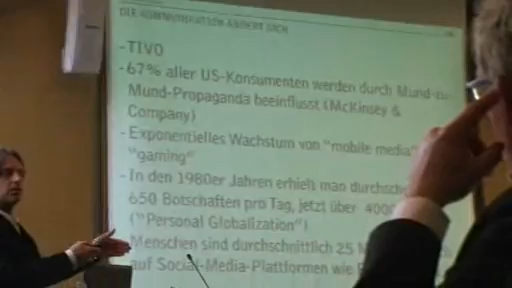 DIE KOMMUNIKATION ÄNDERT SICH
- TIVO
- 67% aller US-Konsumenten werden durch Mund-zu-
Mund-Propaganda beeinflusst (McKinsey &
Company)
- Exponentielles Wachstum von "mobile media"
"gaming"
- In den 1980er Jahren erhielt man durchsch
650 Botschaften pro Tag, jetzt über 400
("Personal Globalization")
Menschen sind durchschnittlich 25 M
auf Social-Media-Plattformen wie